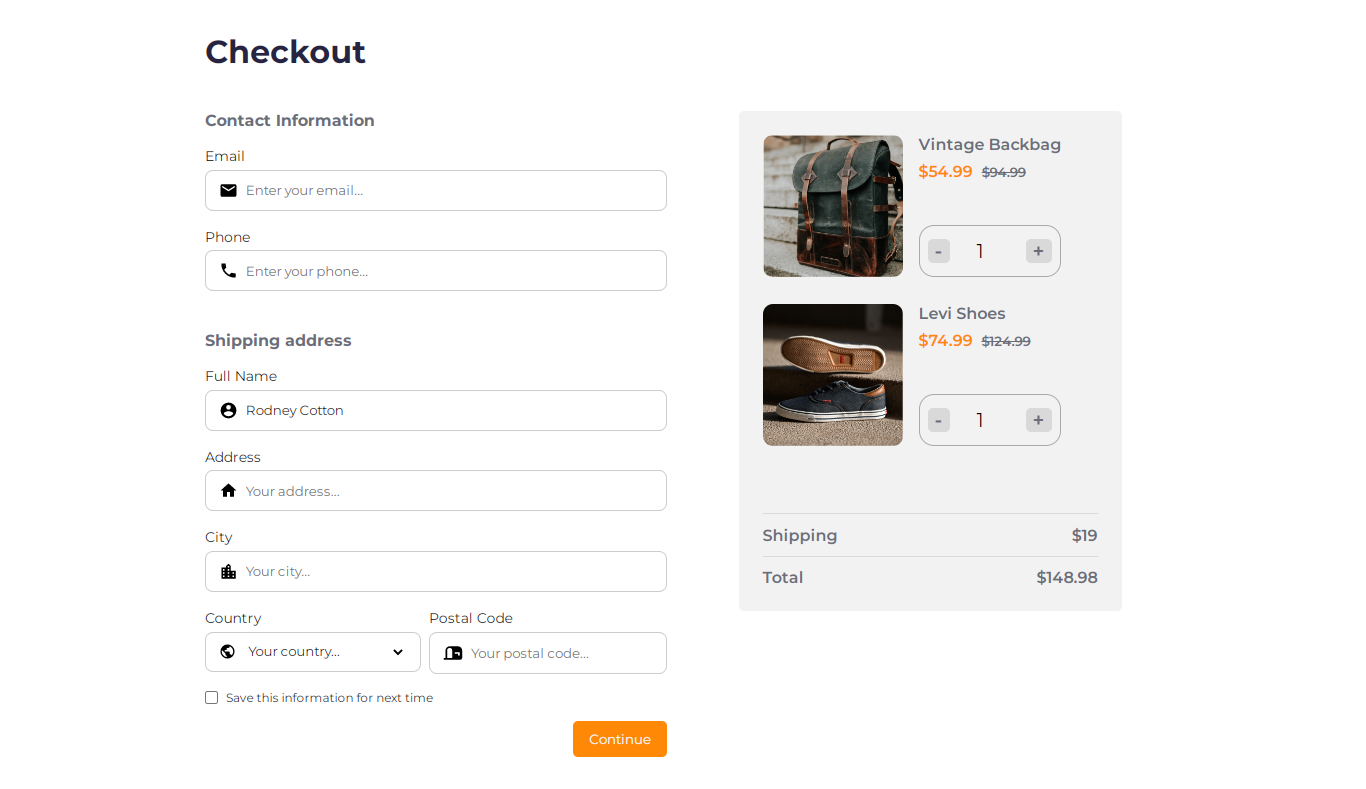 Checkout
Contact Information
Email
Enter your email...
Phone
Enter your phone...
Shipping address
Full Name
Rodney Cotton
Address
Your address...
City
Your city...
Country
Postal Code
Your country...
Your postal code...
Save this information for next time
Continue
Vintage Backbag
$54.99 $94.99
- 1 +
Levi Shoes
$74.99 $124.99
- 1 +
Shipping $19
Total $148.98